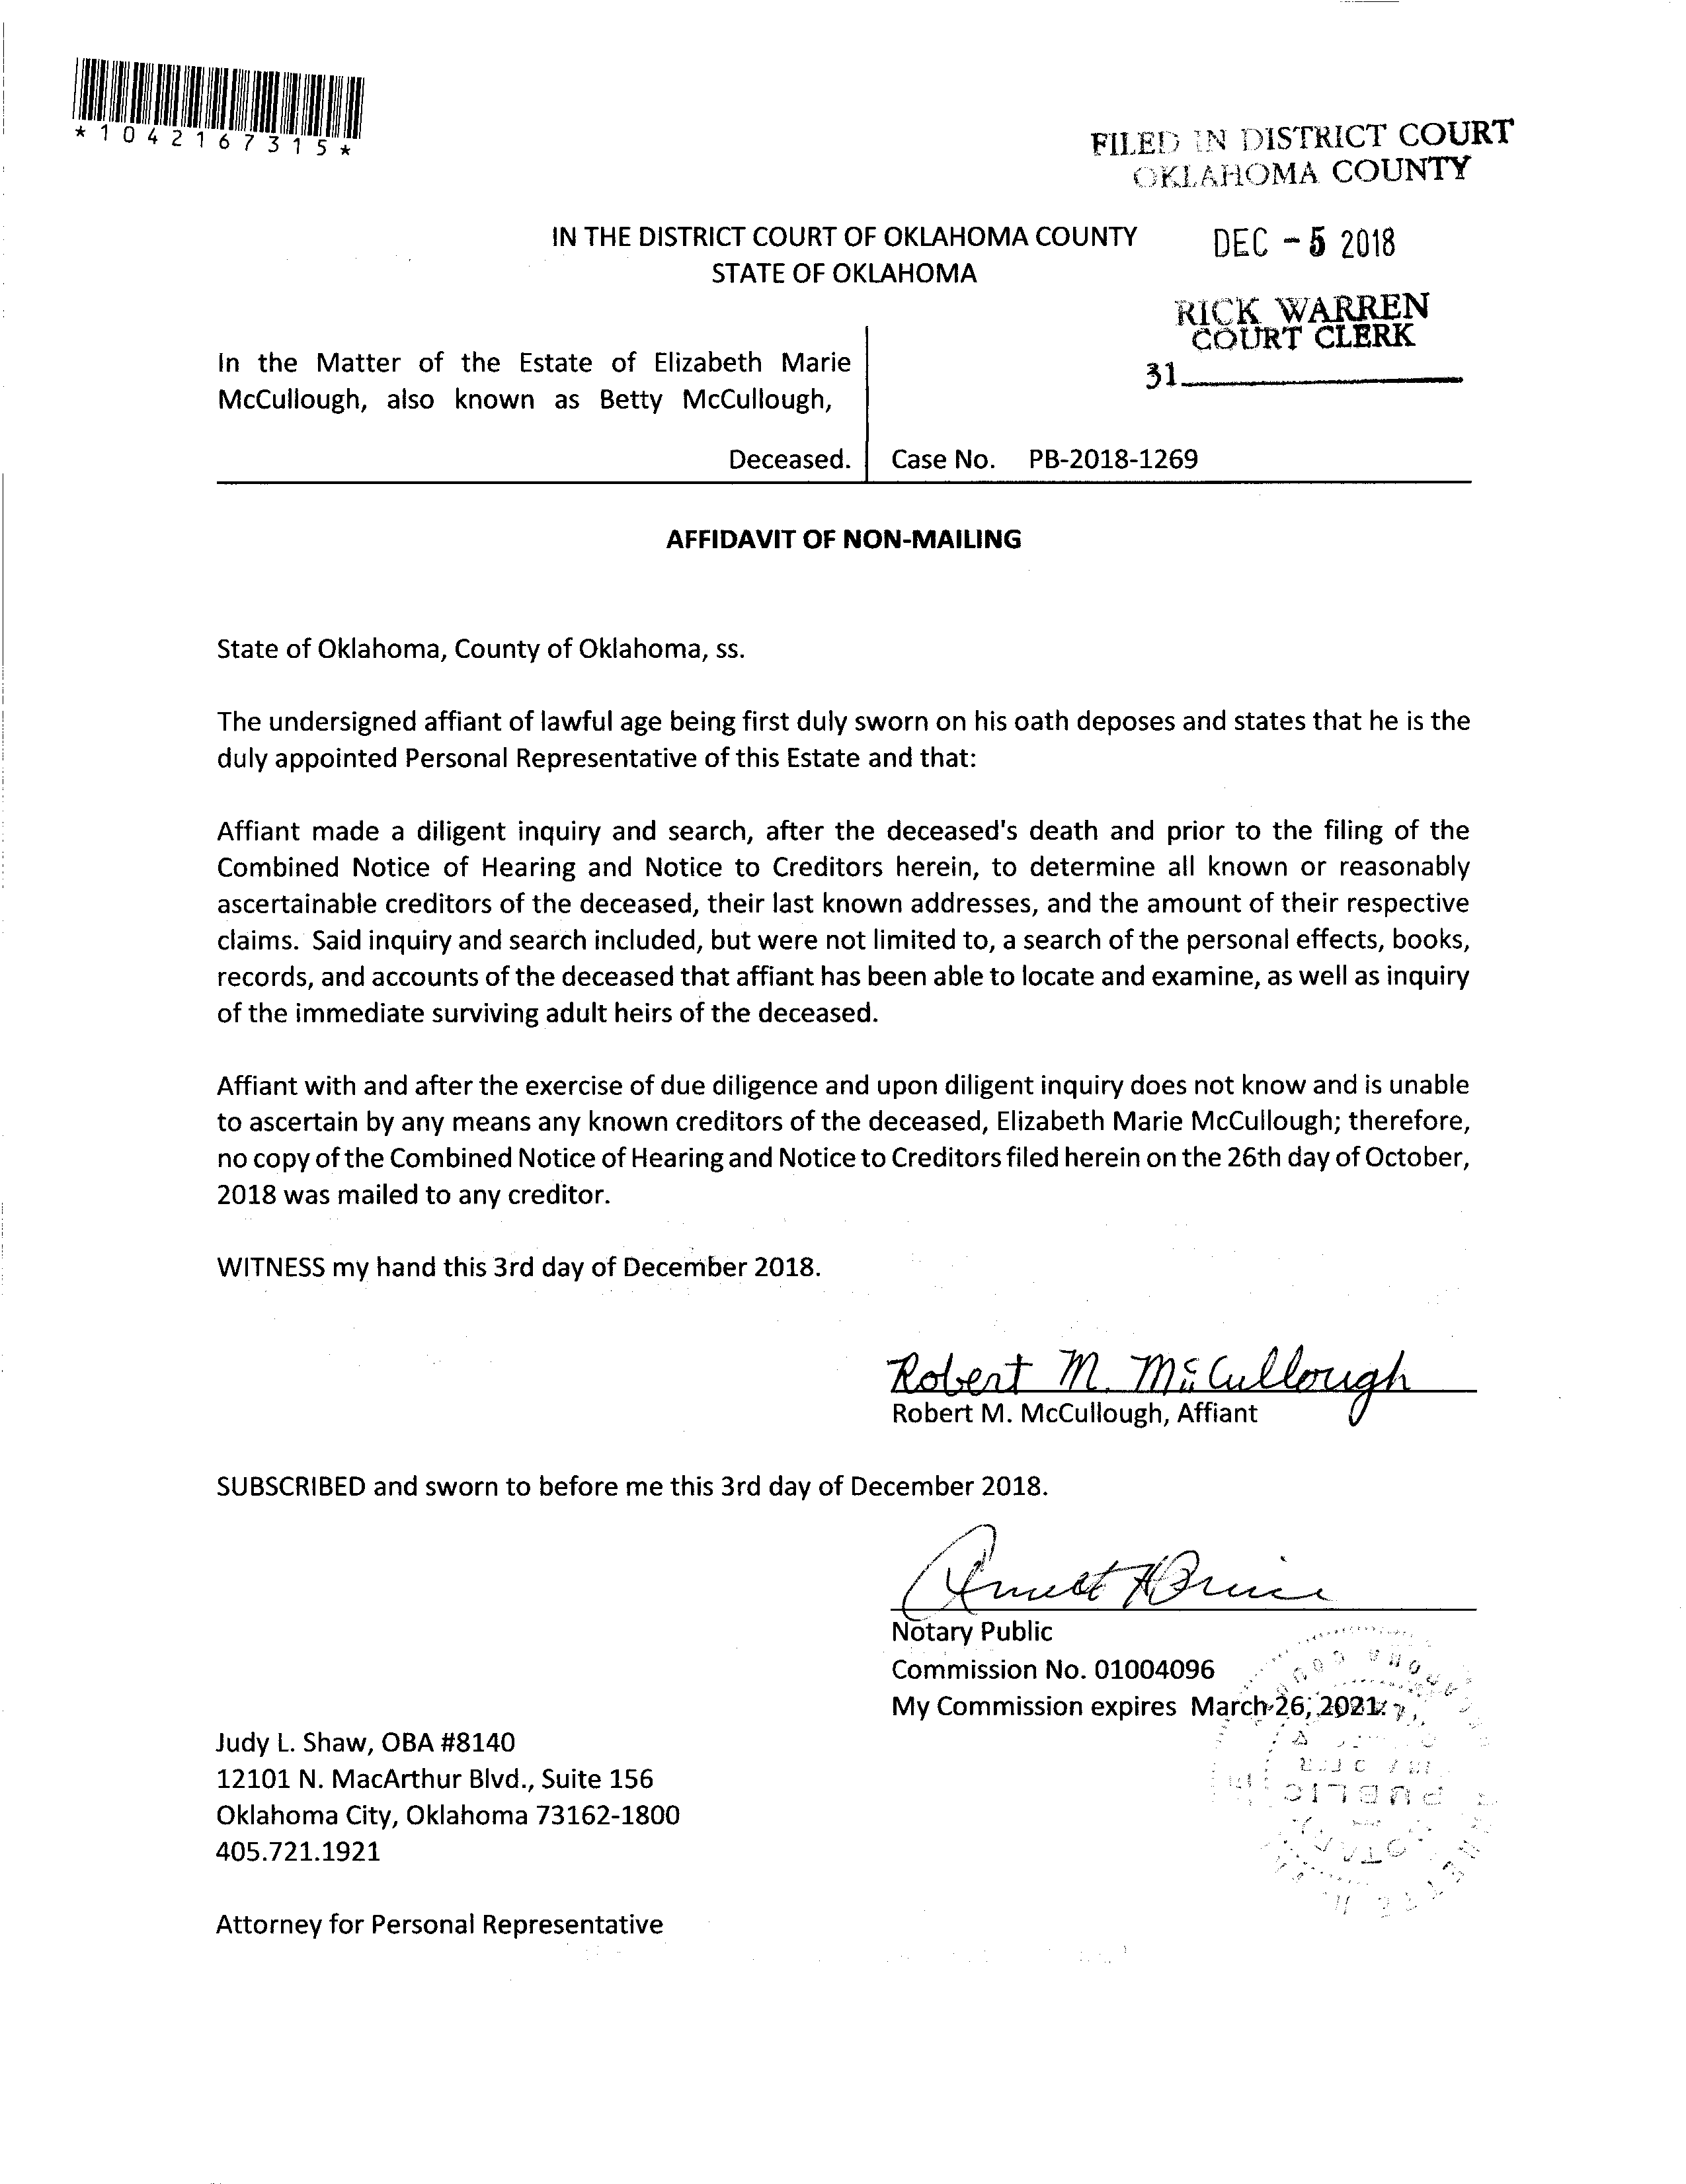 *1042167315*
FILED IN DISTRICT COURT
OKLAHOMA COUNTY
IN THE DISTRICT COURT OF OKLAHOMA COUNTY
STATE OF OKLAHOMA
DEC - 5 2018
RICK WARREN
COURT CLERK
31
In the Matter of the Estate of Elizabeth Marie
McCullough, also known as Betty McCullough,
Deceased.
Case No. PB-2018-1269
AFFIDAVIT OF NON-MAILING
State of Oklahoma, County of Oklahoma, ss.
The undersigned affiant of lawful age being first duly sworn on his oath deposes and states that he is the
duly appointed Personal Representative of this Estate and that:
Affiant made a diligent inquiry and search, after the deceased's death and prior to the filing of the
Combined Notice of Hearing and Notice to Creditors herein, to determine all known or reasonably
ascertainable creditors of the deceased, their last known addresses, and the amount of their respective
claims. Said inquiry and search included, but were not limited to, a search of the personal effects, books,
records, and accounts of the deceased that affiant has been able to locate and examine, as well as inquiry
of the immediate surviving adult heirs of the deceased.
Affiant with and after the exercise of due diligence and upon diligent inquiry does not know and is unable
to ascertain by any means any known creditors of the deceased, Elizabeth Marie McCullough; therefore,
no copy of the Combined Notice of Hearing and Notice to Creditors filed herein on the 26th day of October,
2018 was mailed to any creditor.
WITNESS my hand this 3rd day of December 2018.
Robert M. McCullough
Robert M. McCullough, Affiant
SUBSCRIBED and sworn to before me this 3rd day of December 2018.
Notary Public
Commission No. 01004096
My Commission expires March 26, 2021.
PUBLIC
Judy L. Shaw, OBA #8140
12101 N. MacArthur Blvd., Suite 156
Oklahoma City, Oklahoma 73162-1800
405.721.1921
Attorney for Personal Representative